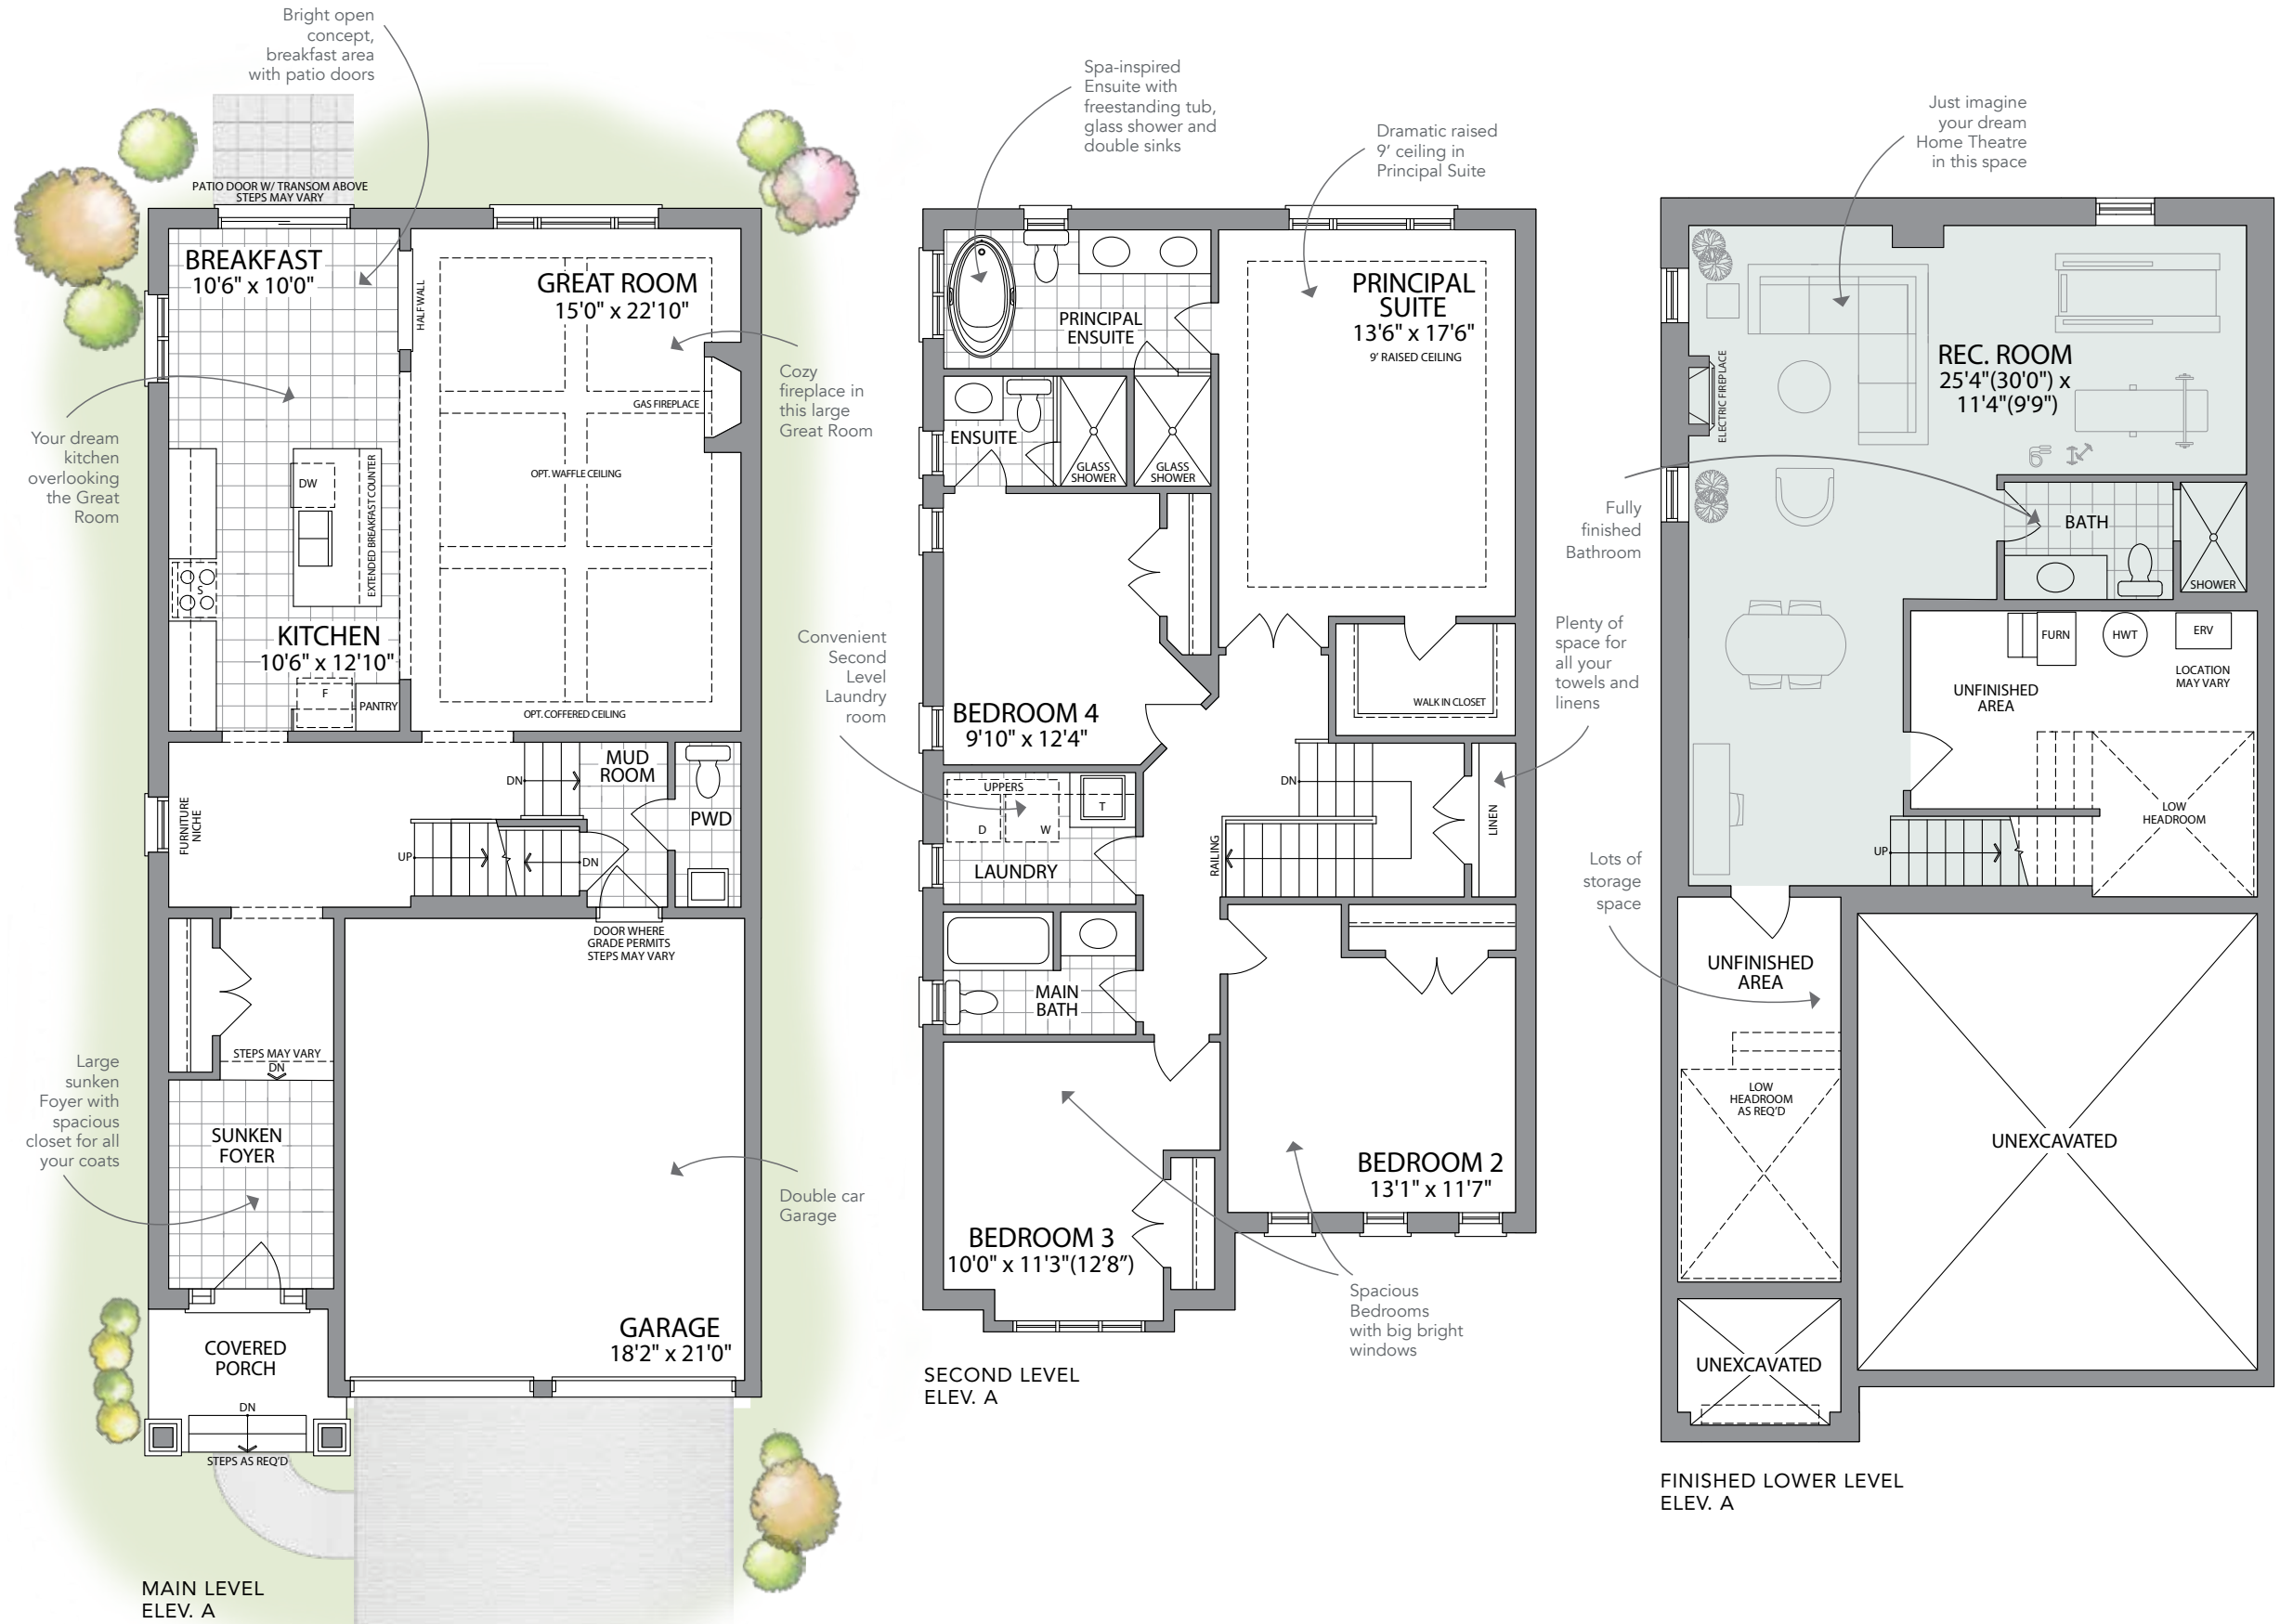 Bright open
concept,
breakfast area
with patio doors
PATIO DOOR W/ TRANSOM ABOVE
STEPS MAY VARY
BREAKFAST
10'6" x 10'0"
HALF WALL
GREAT ROOM
15'0" x 22'10"
Cozy
fireplace in
this large
Great Room
GAS FIREPLACE
Your dream
kitchen
overlooking
the Great
Room
OPT. WAFFLE CEILING
DW
EXTENDED BREAKFAST COUNTER
S
KITCHEN
10'6" x 12'10"
F
PANTRY
OPT. COFFERED CEILING
MUD
ROOM
DN
PWD
FURNITURE
NICHE
UP
DN
DOOR WHERE
GRADE PERMITS
STEPS MAY VARY
STEPS MAY VARY
DN
Large
sunken
Foyer with
spacious
closet for all
your coats
SUNKEN
FOYER
Double car
Garage
GARAGE
18'2" x 21'0"
COVERED
PORCH
DN
STEPS AS REQ'D
MAIN LEVEL
ELEV. A
Spa-inspired
Ensuite with
freestanding tub,
glass shower and
double sinks
Dramatic raised
9' ceiling in
Principal Suite
PRINCIPAL
ENSUITE
PRINCIPAL
SUITE
13'6" x 17'6"
9' RAISED CEILING
ENSUITE
GLASS
SHOWER
GLASS
SHOWER
Convenient
Second
Level
Laundry
room
WALK IN CLOSET
BEDROOM 4
9'10" x 12'4"
Plenty of
space for
all your
towels and
linens
UPPERS
D
W
T
LAUNDRY
DN
RAILING
LINEN
MAIN
BATH
BEDROOM 2
13'1" x 11'7"
BEDROOM 3
10'0" x 11'3"(12'8")
Spacious
Bedrooms
with big bright
windows
SECOND LEVEL
ELEV. A
Just imagine
your dream
Home Theatre
in this space
REC. ROOM
25'4"(30'0") x
11'4"(9'9")
ELECTRIC FIREPLACE
Fully
finished
Bathroom
BATH
SHOWER
FURN
HWT
ERV
LOCATION
MAY VARY
UNFINISHED
AREA
LOW
HEADROOM
UP
Lots of
storage
space
UNFINISHED
AREA
LOW
HEADROOM
AS REQ'D
UNEXCAVATED
UNEXCAVATED
FINISHED LOWER LEVEL
ELEV. A